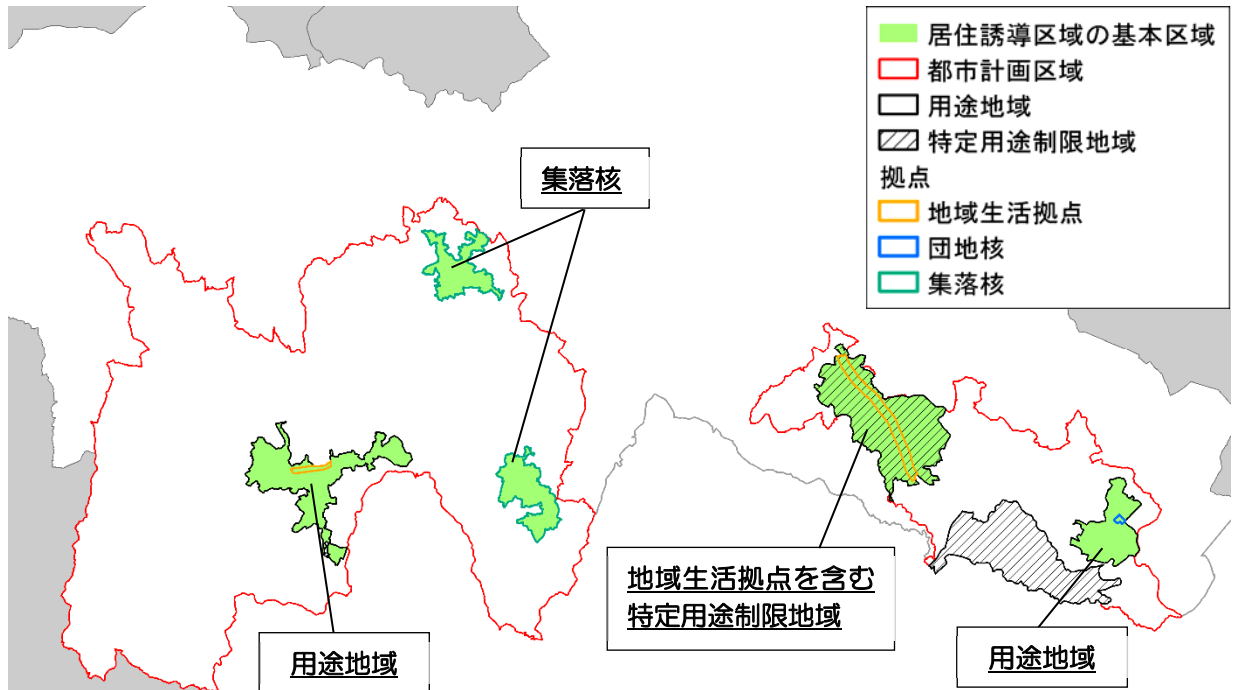 居住誘導区域の基本区域
都市計画区域
用途地域
特定用途制限地域
拠点
地域生活拠点
団地核
集落核
集落核
地域生活拠点を含む
特定用途制限地域
用途地域
用途地域